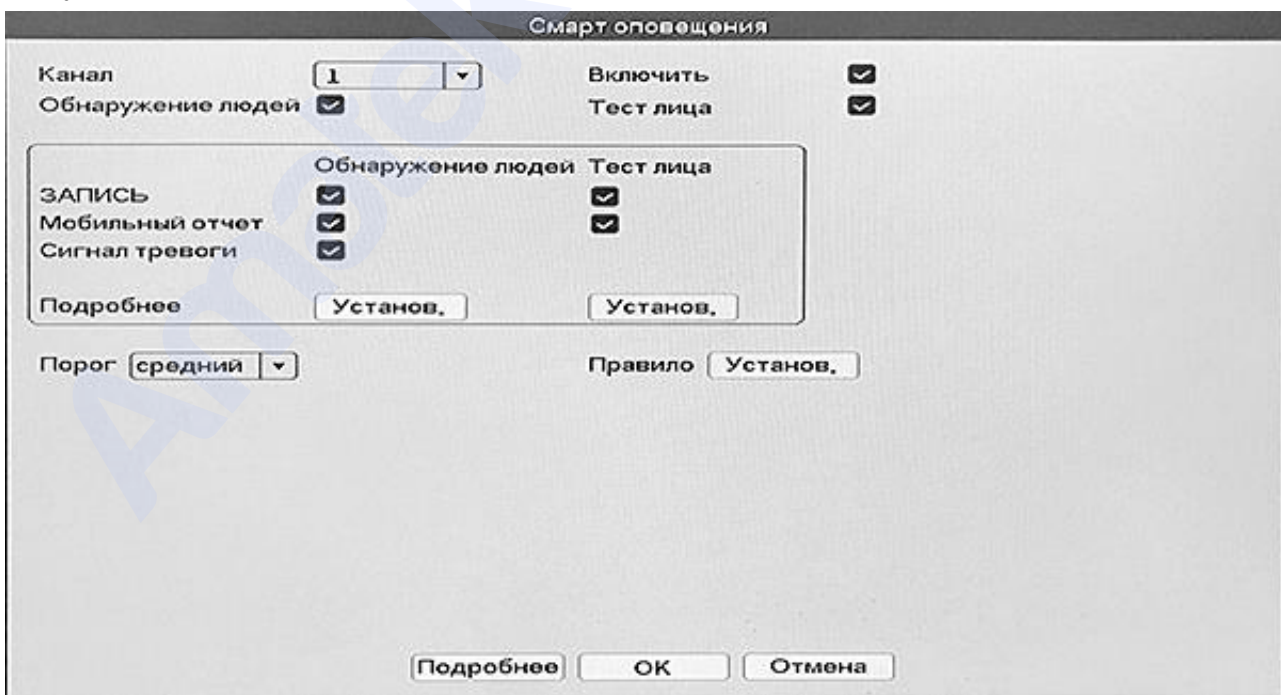 Смарт оповещения
Канал 1 Включить
Обнаружение людей Тест лица
Обнаружение людей Тест лица
ЗАПИСЬ
Мобильный отчет
Сигнал тревоги
Подробнее Установ. Установ.
Порог средний Правило Установ.
Подробнее OK Отмена